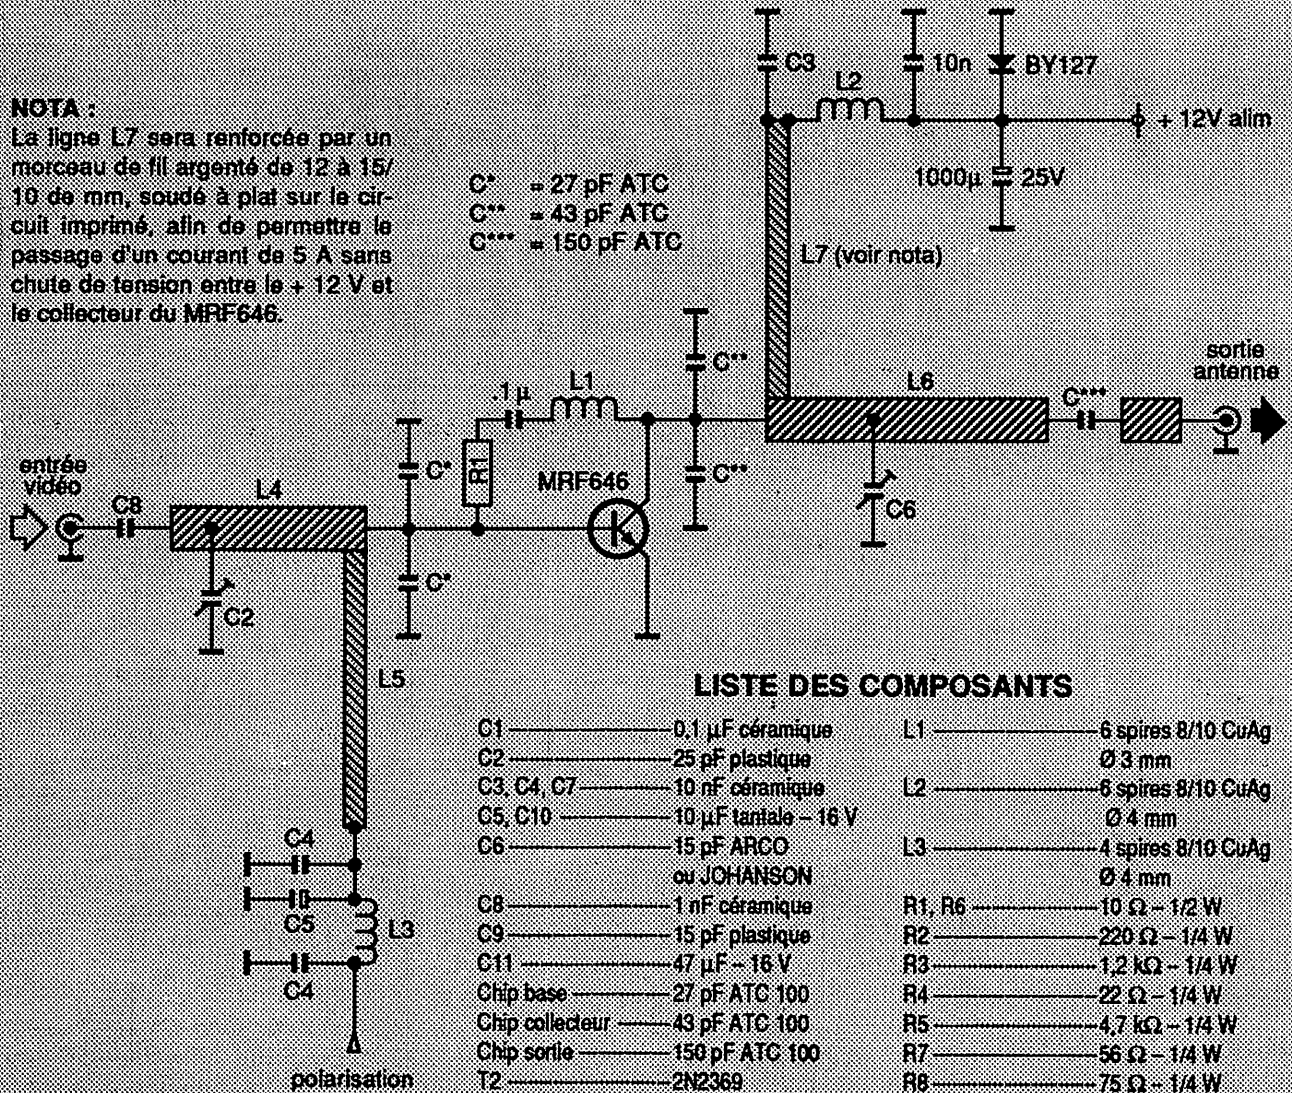 NOTA :
La ligne L7 sera renforcée par un
morceau de fil argenté de 12 à 15/
10 de mm, soudé à plat sur le cir-
cuit imprimé, afin de permettre le
passage d'un courant de 5 A sans
chute de tension entre le + 12 V et
le collecteur du MRF646.
C* = 27 pF ATC
C** = 43 pF ATC
C*** = 150 pF ATC
C3
L2
10n
BY127
+ 12V alim
1000µ
25V
L7 (voir nota)
C**
L6
C***
sortie
antenne
.1 µ
L1
R1
C*
MRF646
C**
C6
entrée
vidéo
C8
L4
C*
C2
L5
C4
C5
L3
C4
polarisation
LISTE DES COMPOSANTS
C1 0,1 µF céramique
C2 25 pF plastique
C3, C4, C7 10 nF céramique
C5, C10 10 µF tantale – 16 V
C6 15 pF ARCO
ou JOHANSON
C8 1 nF céramique
C9 15 pF plastique
C11 47 µF – 16 V
Chip base 27 pF ATC 100
Chip collecteur 43 pF ATC 100
Chip sortie 150 pF ATC 100
T2 2N2369
L1 6 spires 8/10 CuAg
Ø 3 mm
L2 6 spires 8/10 CuAg
Ø 4 mm
L3 4 spires 8/10 CuAg
Ø 4 mm
R1, R6 10 Ω – 1/2 W
R2 220 Ω – 1/4 W
R3 1,2 kΩ – 1/4 W
R4 22 Ω – 1/4 W
R5 4,7 kΩ – 1/4 W
R7 56 Ω – 1/4 W
R8 75 Ω – 1/4 W